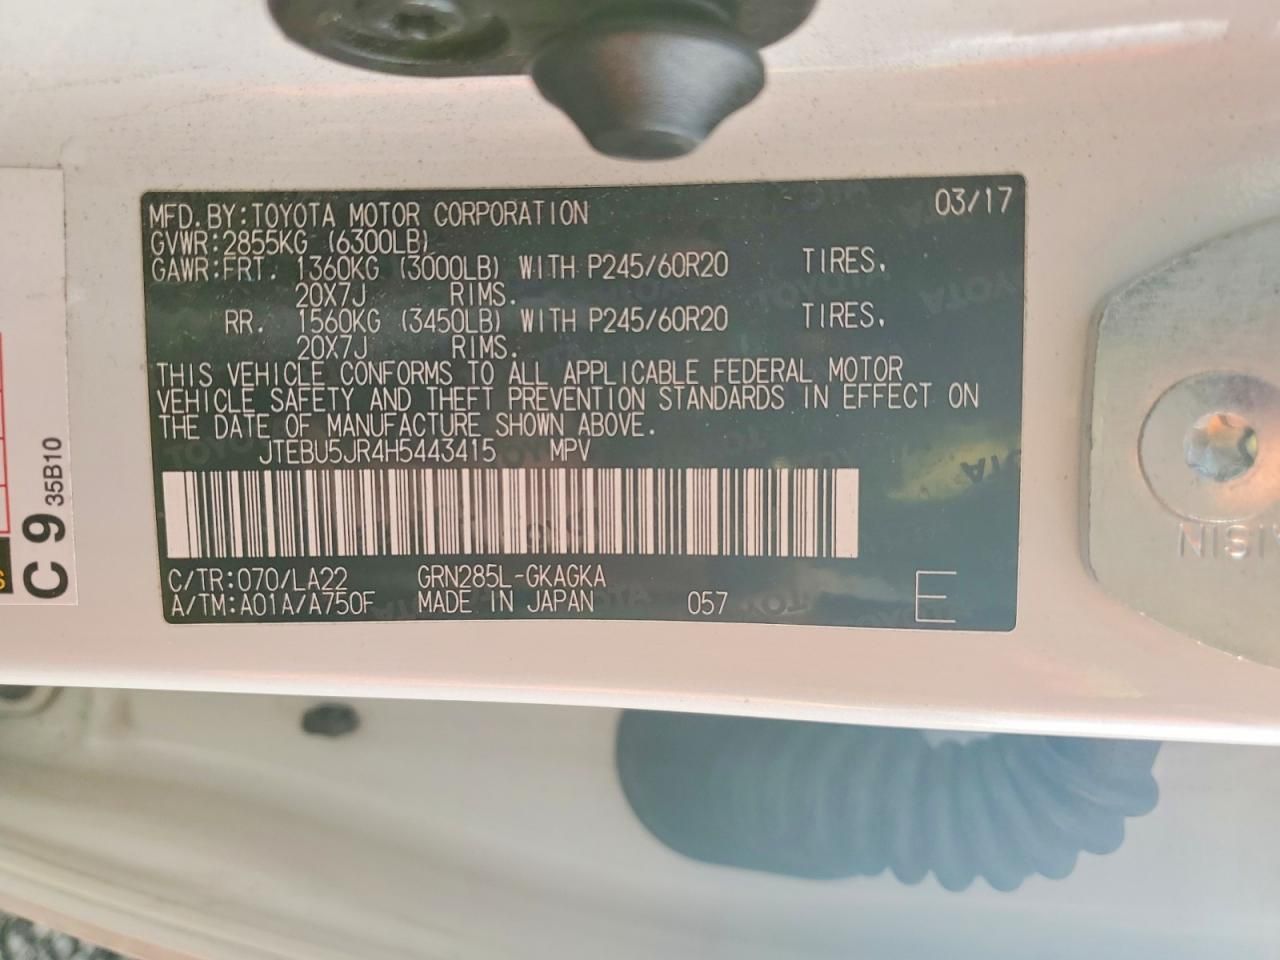 MFD.BY:TOYOTA MOTOR CORPORATION 03/17
GVWR:2855KG (6300LB)
GAWR:FRT. 1360KG (3000LB) WITH P245/60R20 TIRES.
20X7J RIMS.
RR. 1560KG (3450LB) WITH P245/60R20 TIRES.
20X7J RIMS.
THIS VEHICLE CONFORMS TO ALL APPLICABLE FEDERAL MOTOR
VEHICLE SAFETY AND THEFT PREVENTION STANDARDS IN EFFECT ON
THE DATE OF MANUFACTURE SHOWN ABOVE.
JTEBU5JR4H5443415 MPV
C/TR:070/LA22 GRN285L-GKAGKA
A/TM:A01A/A750F MADE IN JAPAN 057 E
C 9 35B10
AISIN